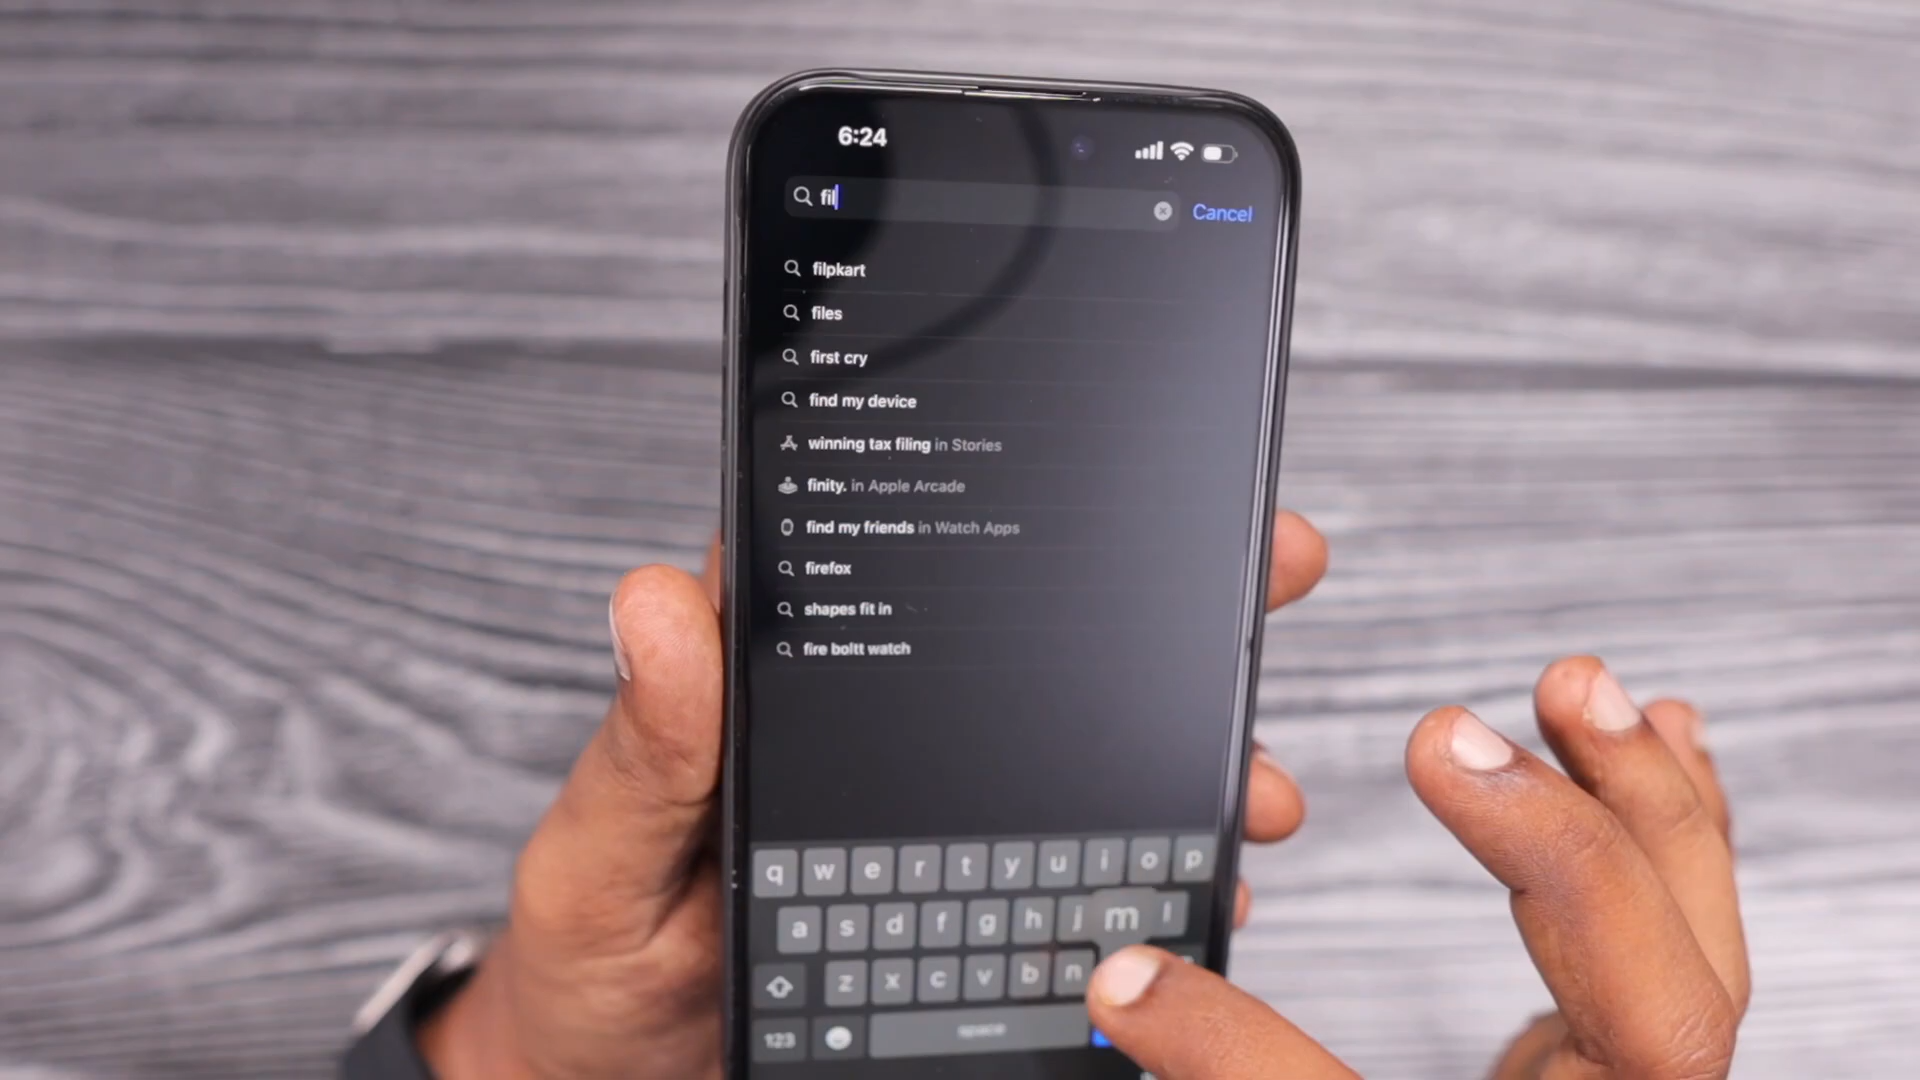 6:24
fil
Cancel
filpkart
files
first cry
find my device
winning tax filing in Stories
finity. in Apple Arcade
find my friends in Watch Apps
firefox
shapes fit in
fire boltt watch
q w e r t y u i o p
a s d f g h j m l
z x c v b n
123
space